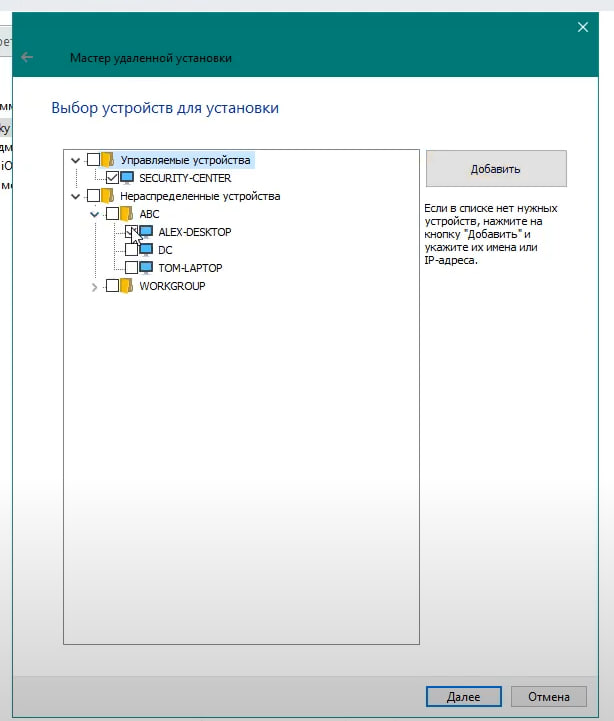 Мастер удаленной установки
Выбор устройств для установки
Управляемые устройства
SECURITY-CENTER
Нераспределенные устройства
ABC
ALEX-DESKTOP
DC
TOM-LAPTOP
WORKGROUP
Добавить
Если в списке нет нужных
устройств, нажмите на
кнопку "Добавить" и
укажите их имена или
IP-адреса.
Далее
Отмена